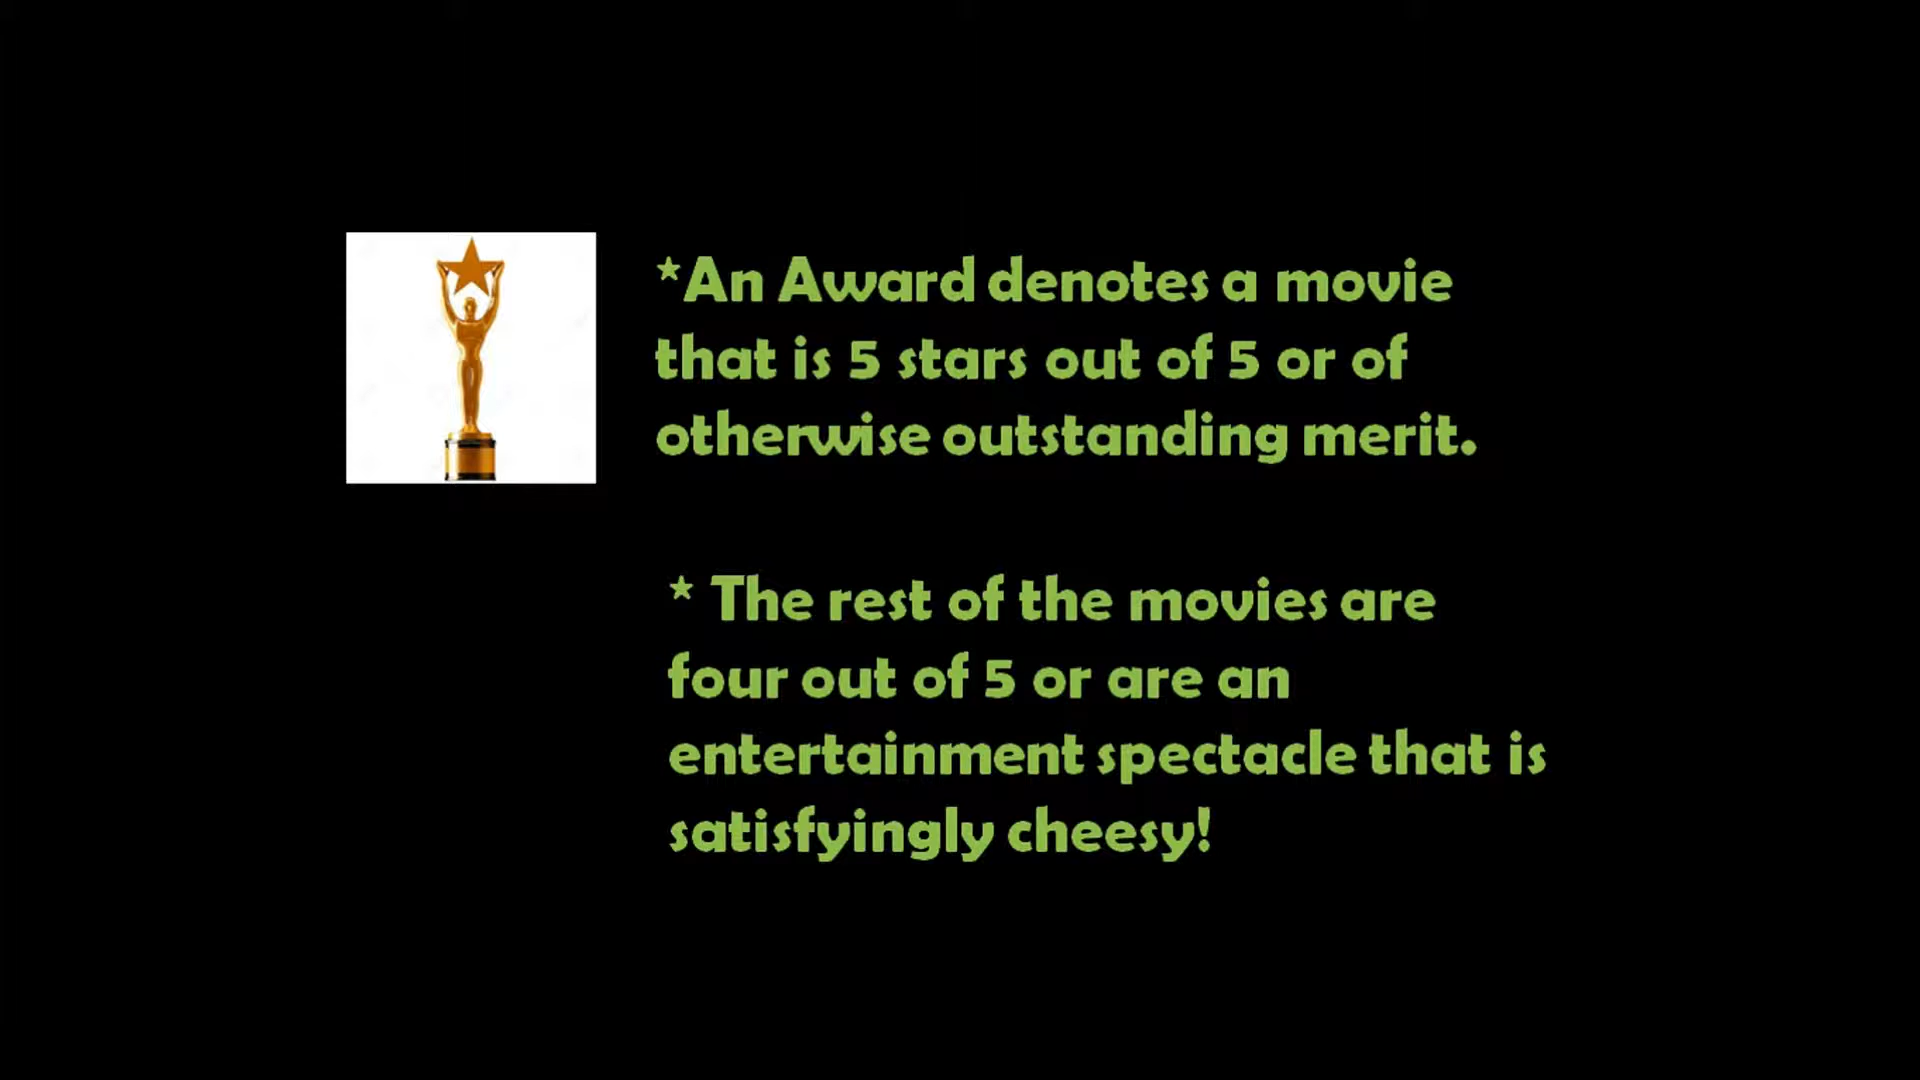 *An Award denotes a movie
that is 5 stars out of 5 or of
otherwise outstanding merit.
* The rest of the movies are
four out of 5 or are an
entertainment spectacle that is
satisfyingly cheesy!